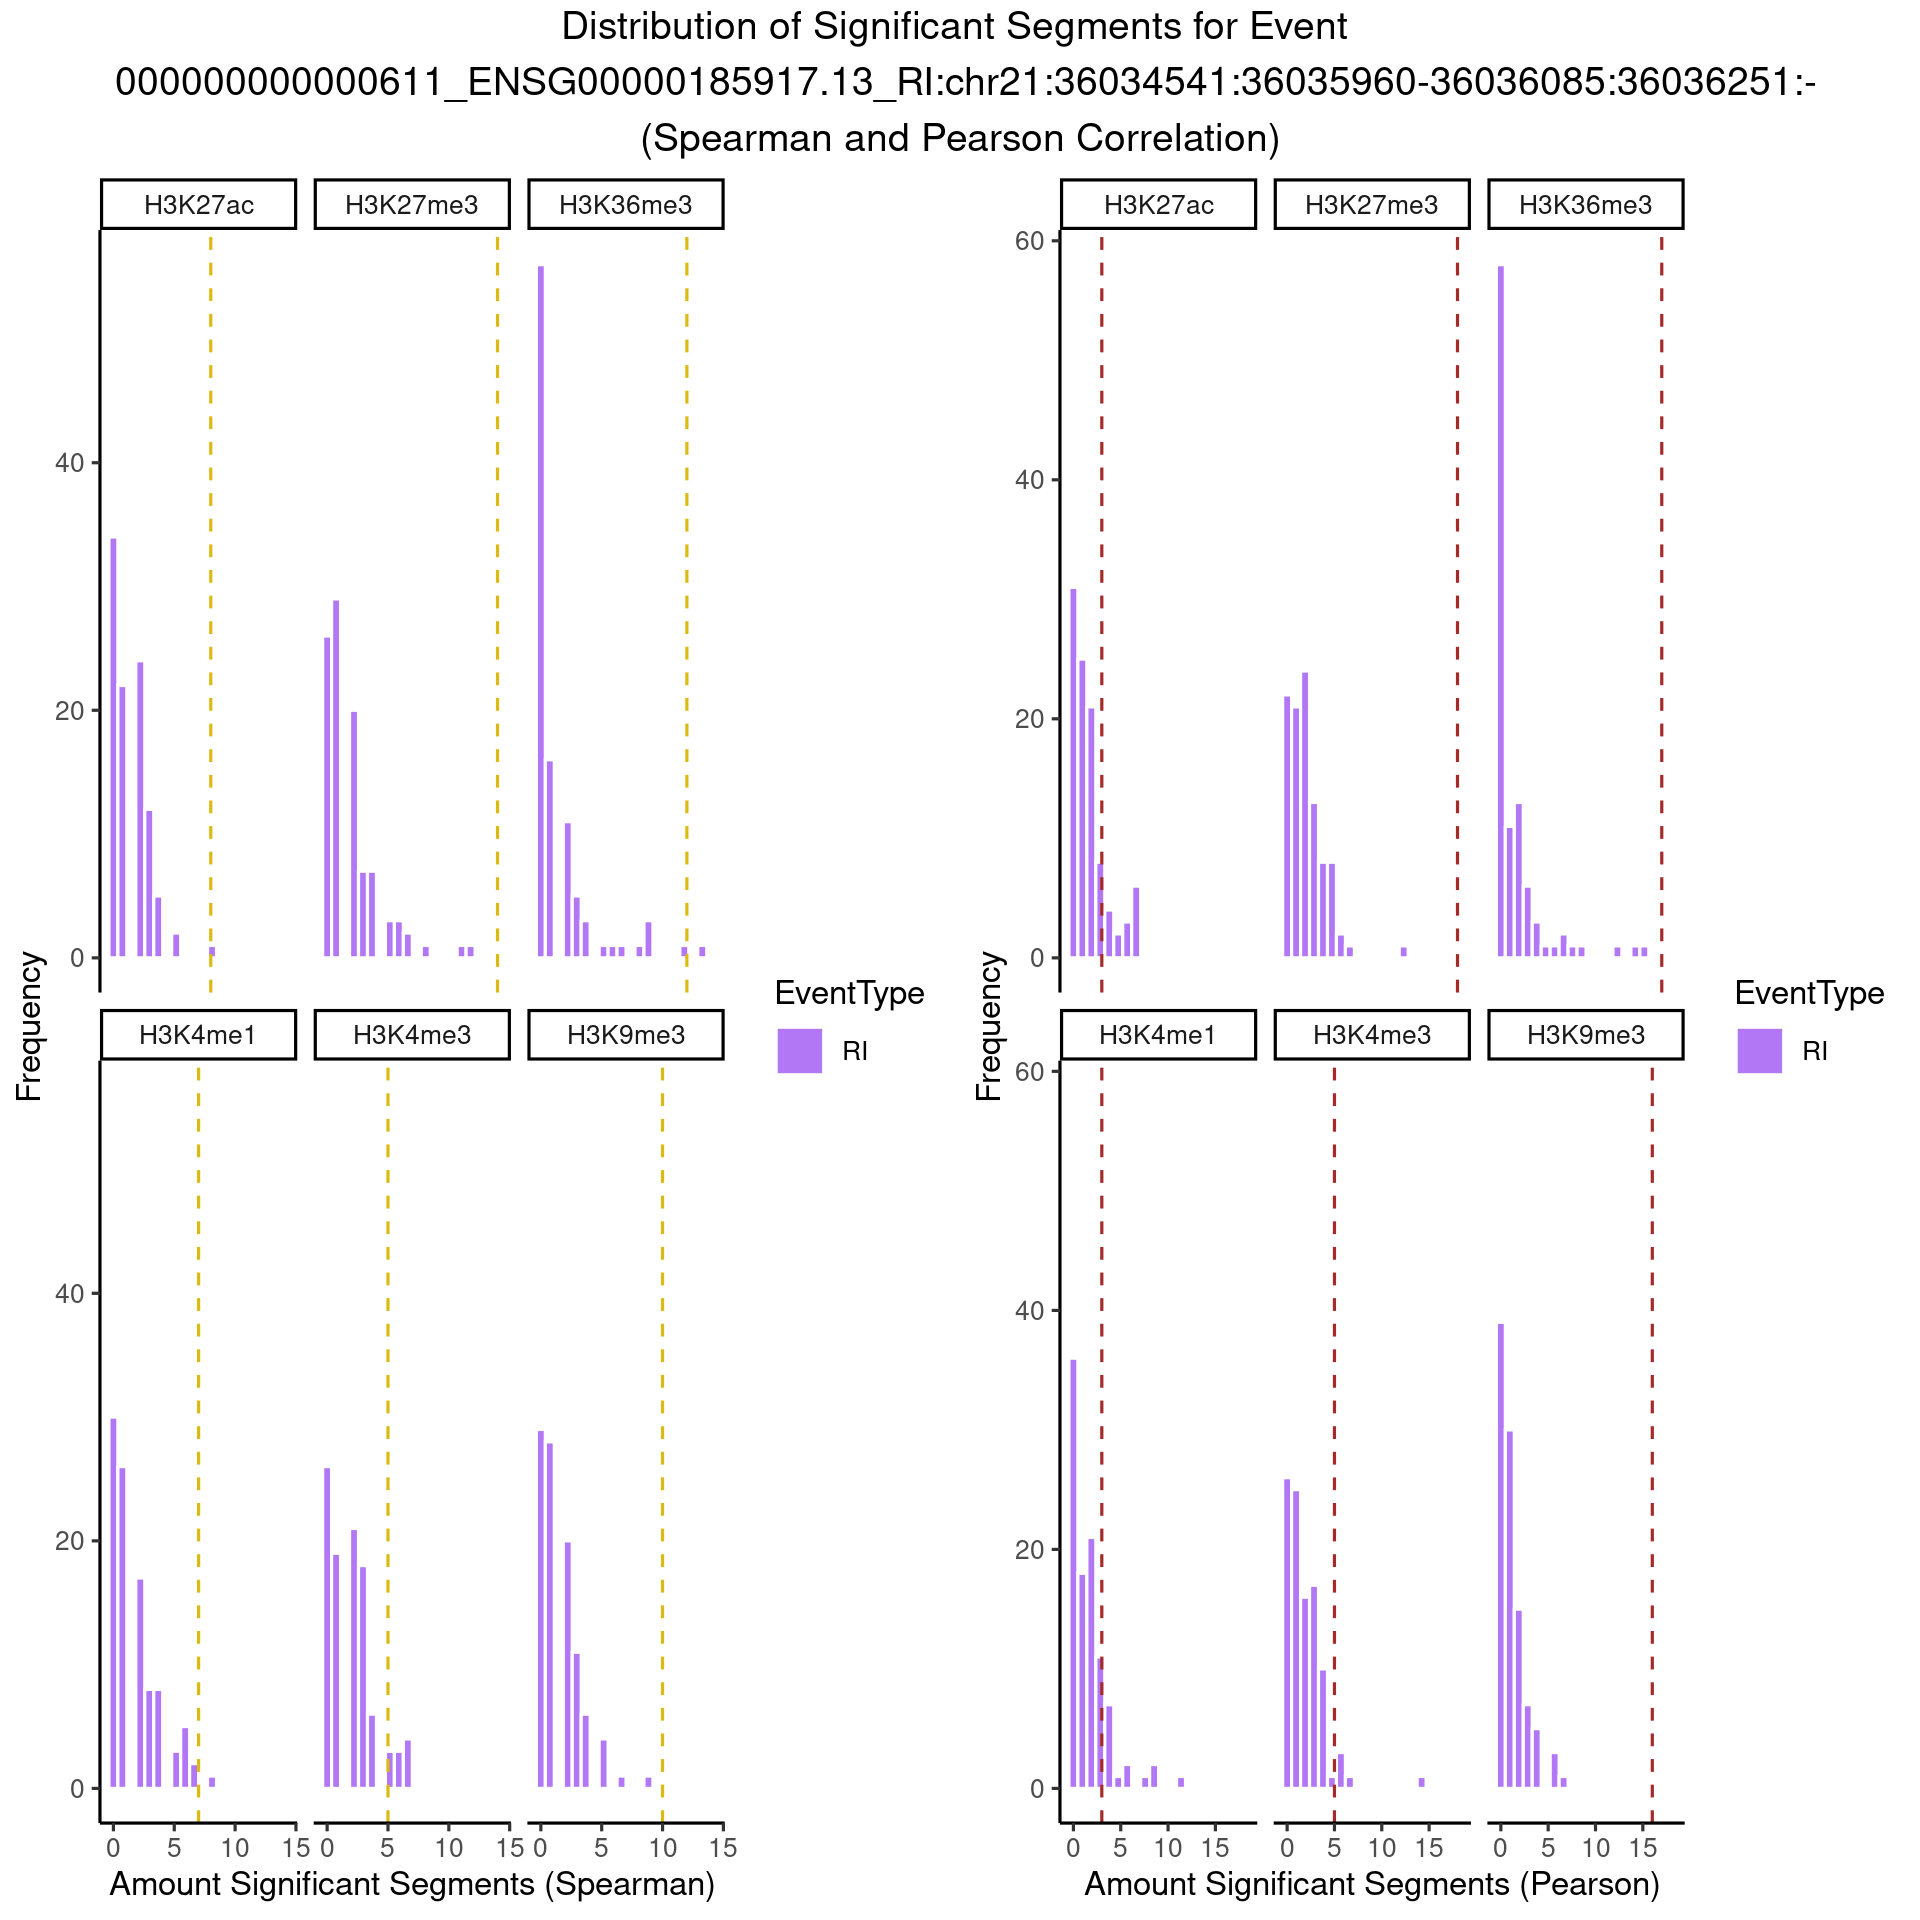 Distribution of Significant Segments for Event
000000000000611_ENSG00000185917.13_RI:chr21:36034541:36035960-36036085:36036251:-
(Spearman and Pearson Correlation)
H3K27ac H3K27me3 H3K36me3
40
20
0
H3K4me1 H3K4me3 H3K9me3
40
20
0
0 5 10 15 0 5 10 15 0 5 10 15
Frequency
Amount Significant Segments (Spearman)
EventType
RI
H3K27ac H3K27me3 H3K36me3
60
40
20
0
H3K4me1 H3K4me3 H3K9me3
60
40
20
0
0 5 10 15 0 5 10 15 0 5 10 15
Frequency
Amount Significant Segments (Pearson)
EventType
RI